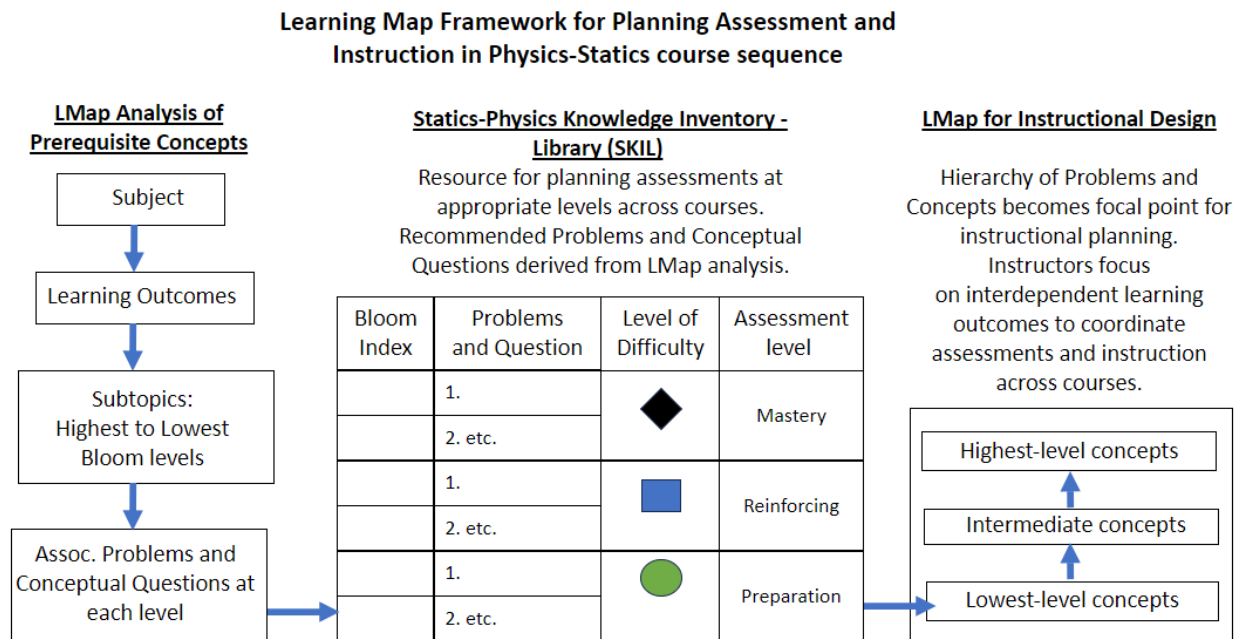 Learning Map Framework for Planning Assessment and
Instruction in Physics-Statics course sequence
LMap Analysis of
Prerequisite Concepts
Subject
Learning Outcomes
Subtopics:
Highest to Lowest
Bloom levels
Assoc. Problems and
Conceptual Questions at
each level
Statics-Physics Knowledge Inventory -
Library (SKIL)
Resource for planning assessments at
appropriate levels across courses.
Recommended Problems and Conceptual
Questions derived from LMap analysis.
Bloom
Index
Problems
and Question
Level of
Difficulty
Assessment
level
1.
2. etc.
Mastery
1.
2. etc.
Reinforcing
1.
2. etc.
Preparation
LMap for Instructional Design
Hierarchy of Problems and
Concepts becomes focal point for
instructional planning.
Instructors focus
on interdependent learning
outcomes to coordinate
assessments and instruction
across courses.
Highest-level concepts
Intermediate concepts
Lowest-level concepts